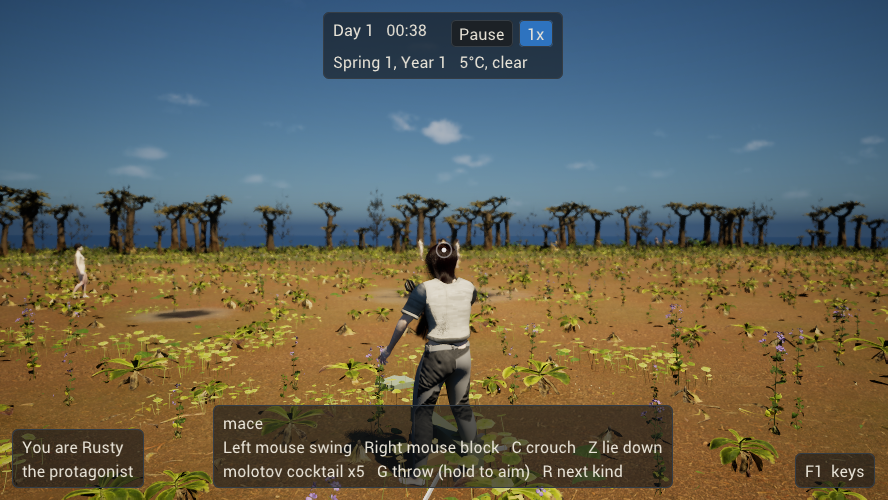 Day 1 00:38 Pause 1x
Spring 1, Year 1 5°C, clear
mace
Left mouse swing Right mouse block C crouch Z lie down
molotov cocktail x5 G throw (hold to aim) R next kind
You are Rusty
the protagonist
F1 keys